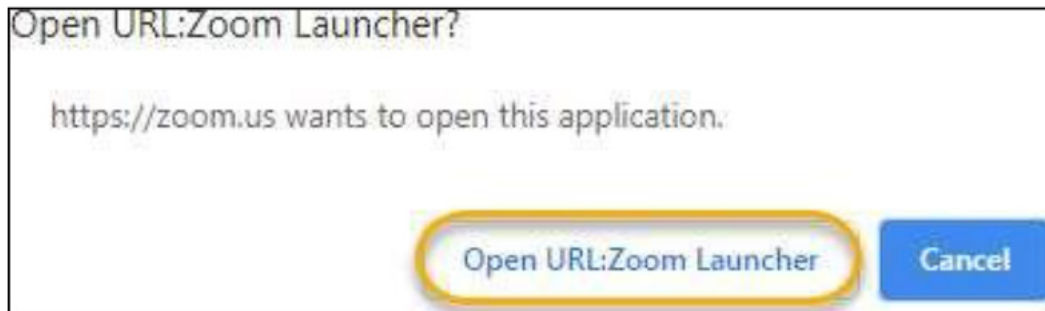 Open URL:Zoom Launcher?
https://zoom.us wants to open this application.
Open URL:Zoom Launcher
Cancel